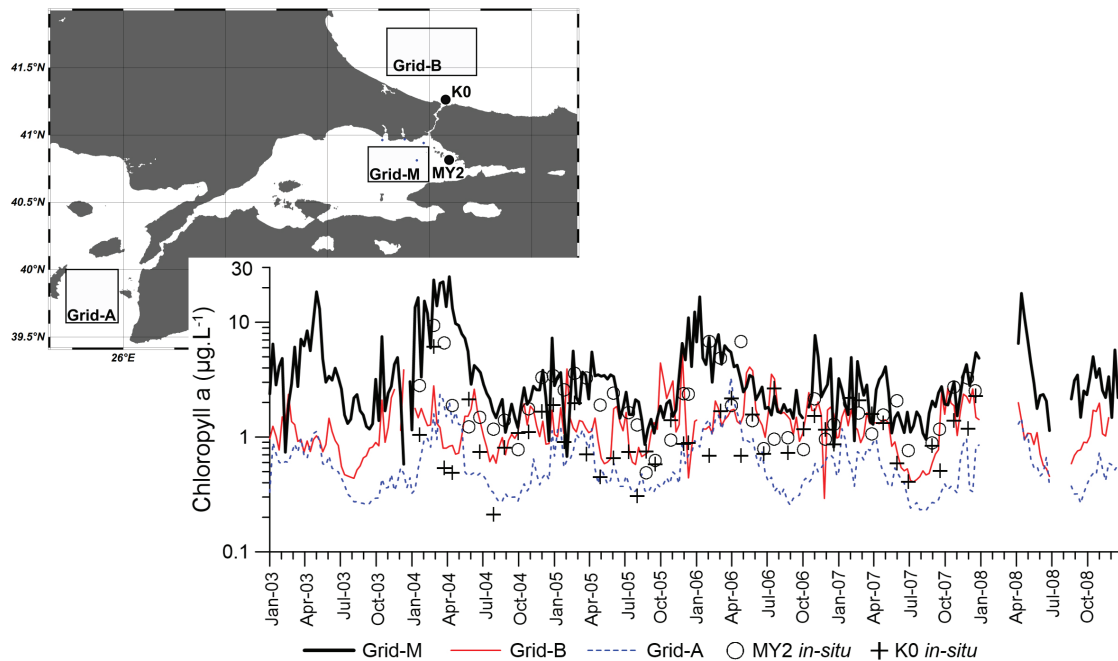 Grid-B
41.5°N
K0
41°N
Grid-M
MY2
40.5°N
40°N
Grid-A
39.5°N
26°E
30
10
1
0.1
Chloropyll a (µg.L-1)
Jan-03
Apr-03
Jul-03
Oct-03
Jan-04
Apr-04
Jul-04
Oct-04
Jan-05
Apr-05
Jul-05
Oct-05
Jan-06
Apr-06
Jul-06
Oct-06
Jan-07
Apr-07
Jul-07
Oct-07
Jan-08
Apr-08
Jul-08
Oct-08
Grid-M Grid-B Grid-A MY2 in-situ K0 in-situ